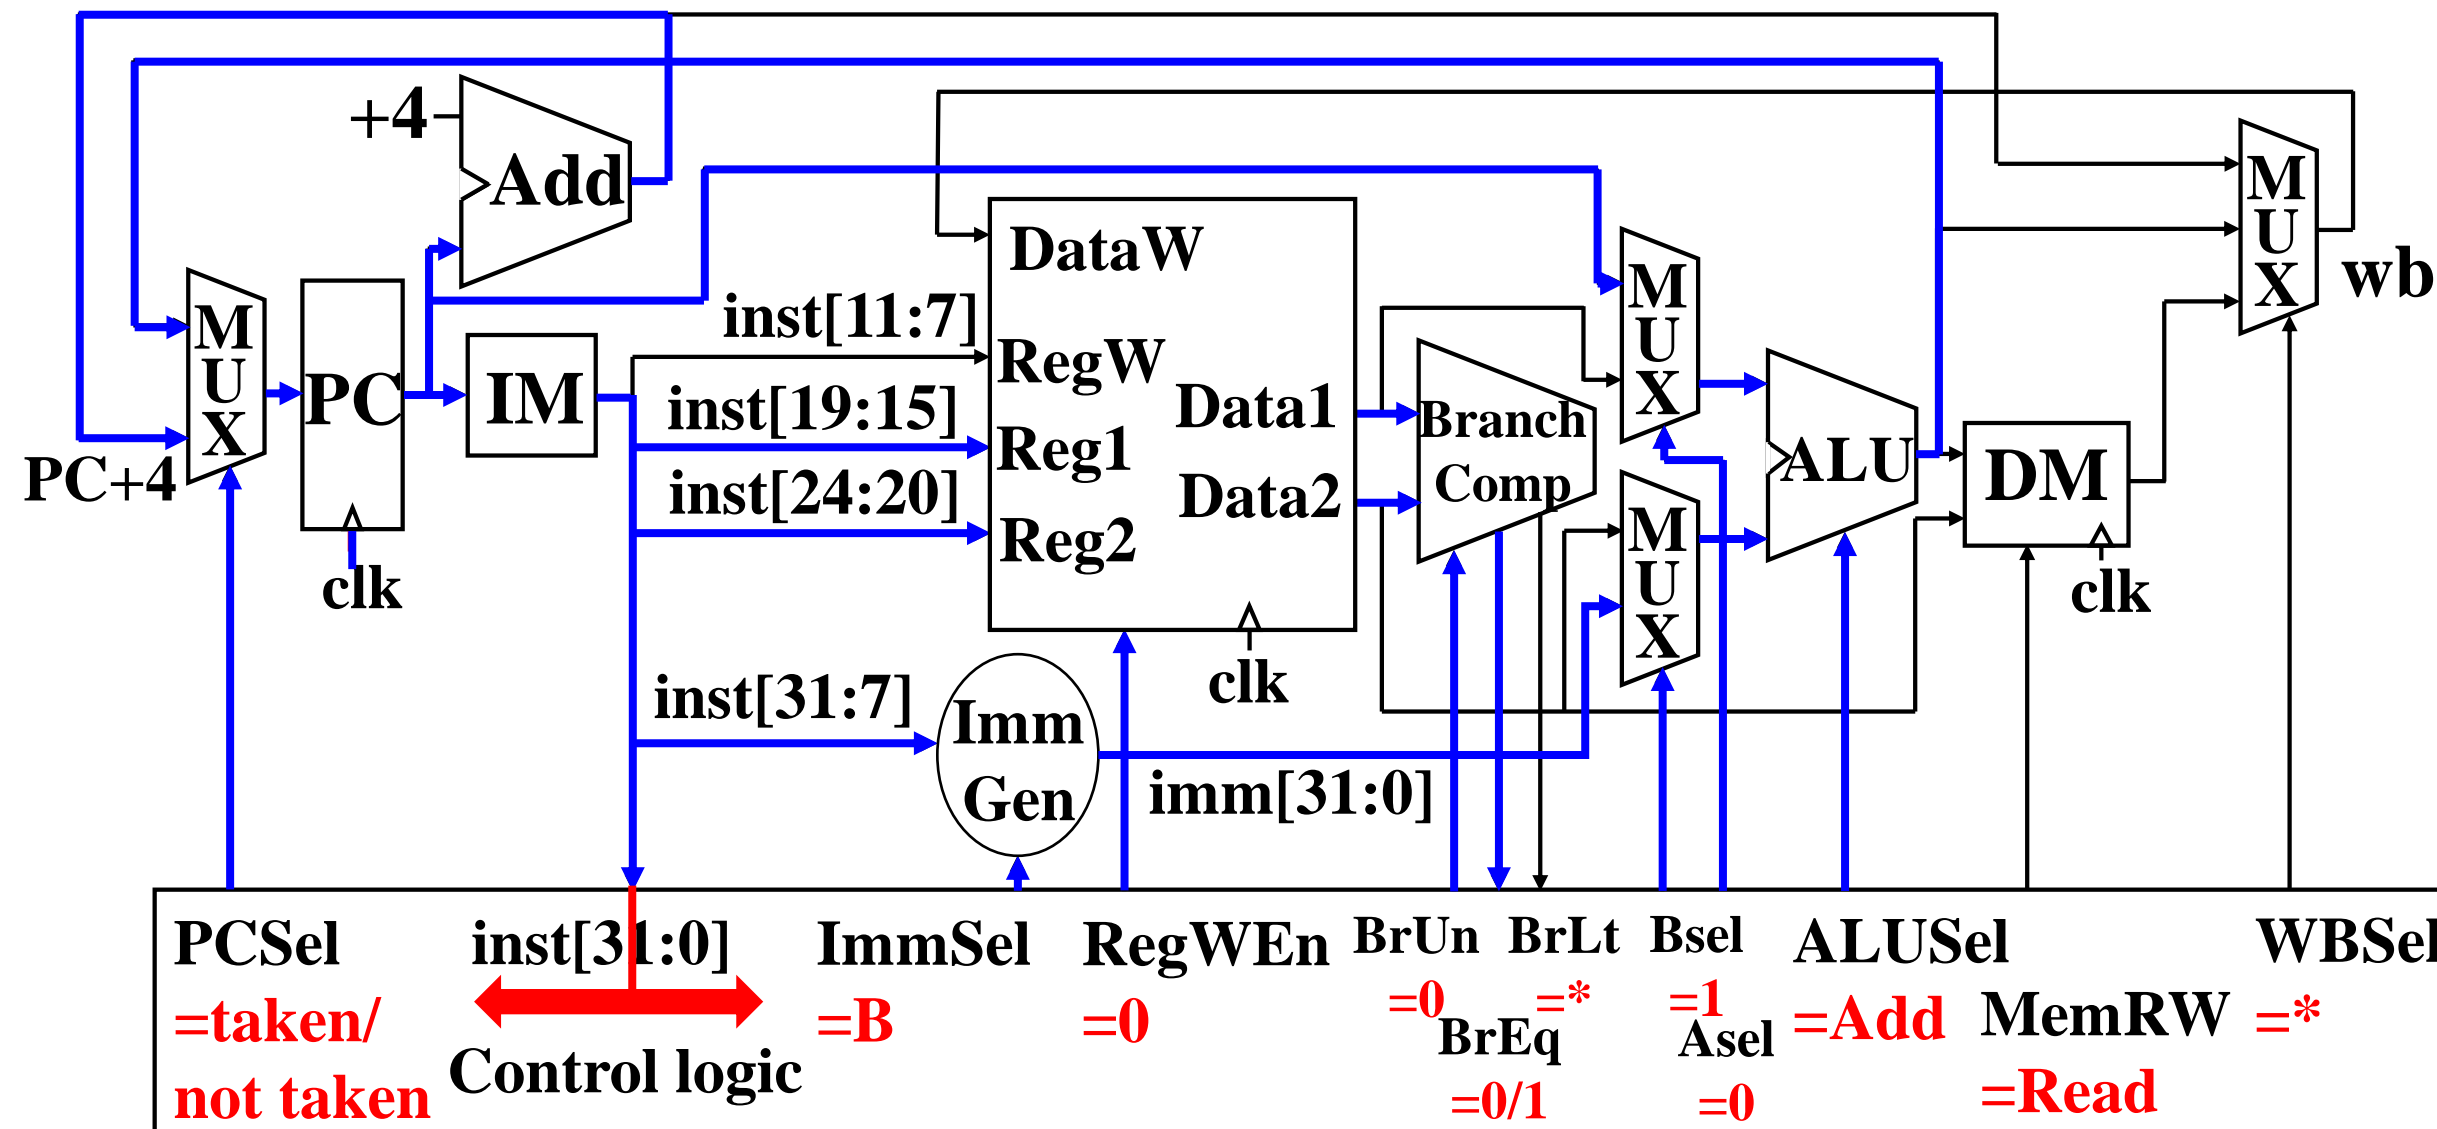 +4
Add
M
U
X
PC
clk
PC+4
IM
inst[11:7]
inst[19:15]
inst[24:20]
inst[31:7]
DataW
RegW
Reg1
Reg2
Data1
Data2
clk
Imm
Gen
imm[31:0]
Branch
Comp
M
U
X
M
U
X
ALU
DM
clk
M
U
X
wb
PCSel
=taken/
not taken
inst[31:0]
Control logic
ImmSel
=B
RegWEn
=0
BrUn
=0
BrEq
=0/1
BrLt
=*
Bsel
=1
Asel
=0
ALUSel
=Add
MemRW
=Read
WBSel
=*